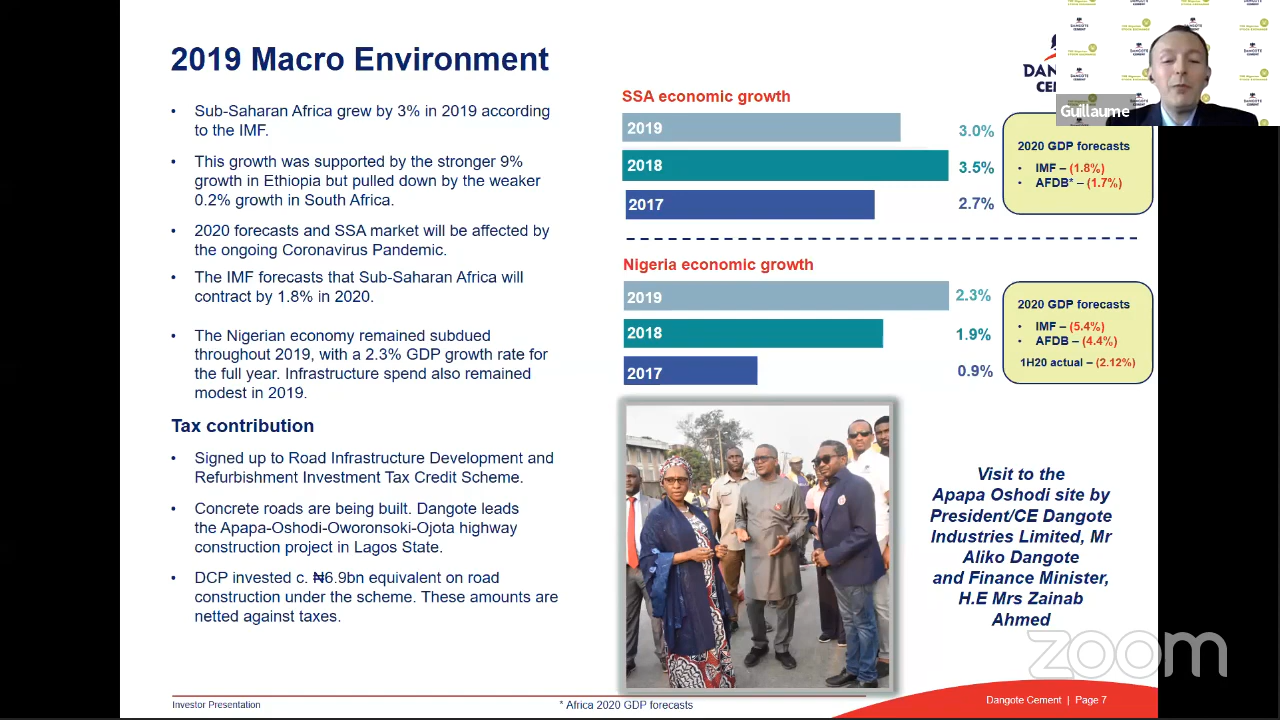 2019 Macro Environment
• Sub-Saharan Africa grew by 3% in 2019 according
to the IMF.
• This growth was supported by the stronger 9%
growth in Ethiopia but pulled down by the weaker
0.2% growth in South Africa.
• 2020 forecasts and SSA market will be affected by
the ongoing Coronavirus Pandemic.
• The IMF forecasts that Sub-Saharan Africa will
contract by 1.8% in 2020.
• The Nigerian economy remained subdued
throughout 2019, with a 2.3% GDP growth rate for
the full year. Infrastructure spend also remained
modest in 2019.
Tax contribution
• Signed up to Road Infrastructure Development and
Refurbishment Investment Tax Credit Scheme.
• Concrete roads are being built. Dangote leads
the Apapa-Oshodi-Oworonsoki-Ojota highway
construction project in Lagos State.
• DCP invested c. ₦6.9bn equivalent on road
construction under the scheme. These amounts are
netted against taxes.
SSA economic growth
2019 3.0%
2018 3.5%
2017 2.7%
2020 GDP forecasts
• IMF – (1.8%)
• AFDB* – (1.7%)
Nigeria economic growth
2019 2.3%
2018 1.9%
2017 0.9%
2020 GDP forecasts
• IMF – (5.4%)
• AFDB – (4.4%)
1H20 actual – (2.12%)
Visit to the
Apapa Oshodi site by
President/CE Dangote
Industries Limited, Mr
Aliko Dangote
and Finance Minister,
H.E Mrs Zainab
Ahmed
Guillaume
zoom
Investor Presentation
* Africa 2020 GDP forecasts
Dangote Cement | Page 7